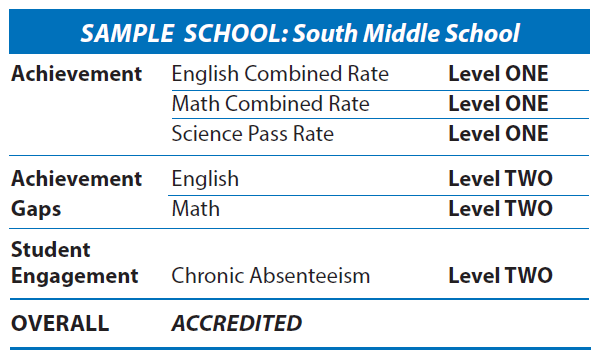 SAMPLE SCHOOL: South Middle School
Achievement English Combined Rate Level ONE
Math Combined Rate Level ONE
Science Pass Rate Level ONE
Achievement English Level TWO
Gaps Math Level TWO
Student
Engagement Chronic Absenteeism Level TWO
OVERALL ACCREDITED